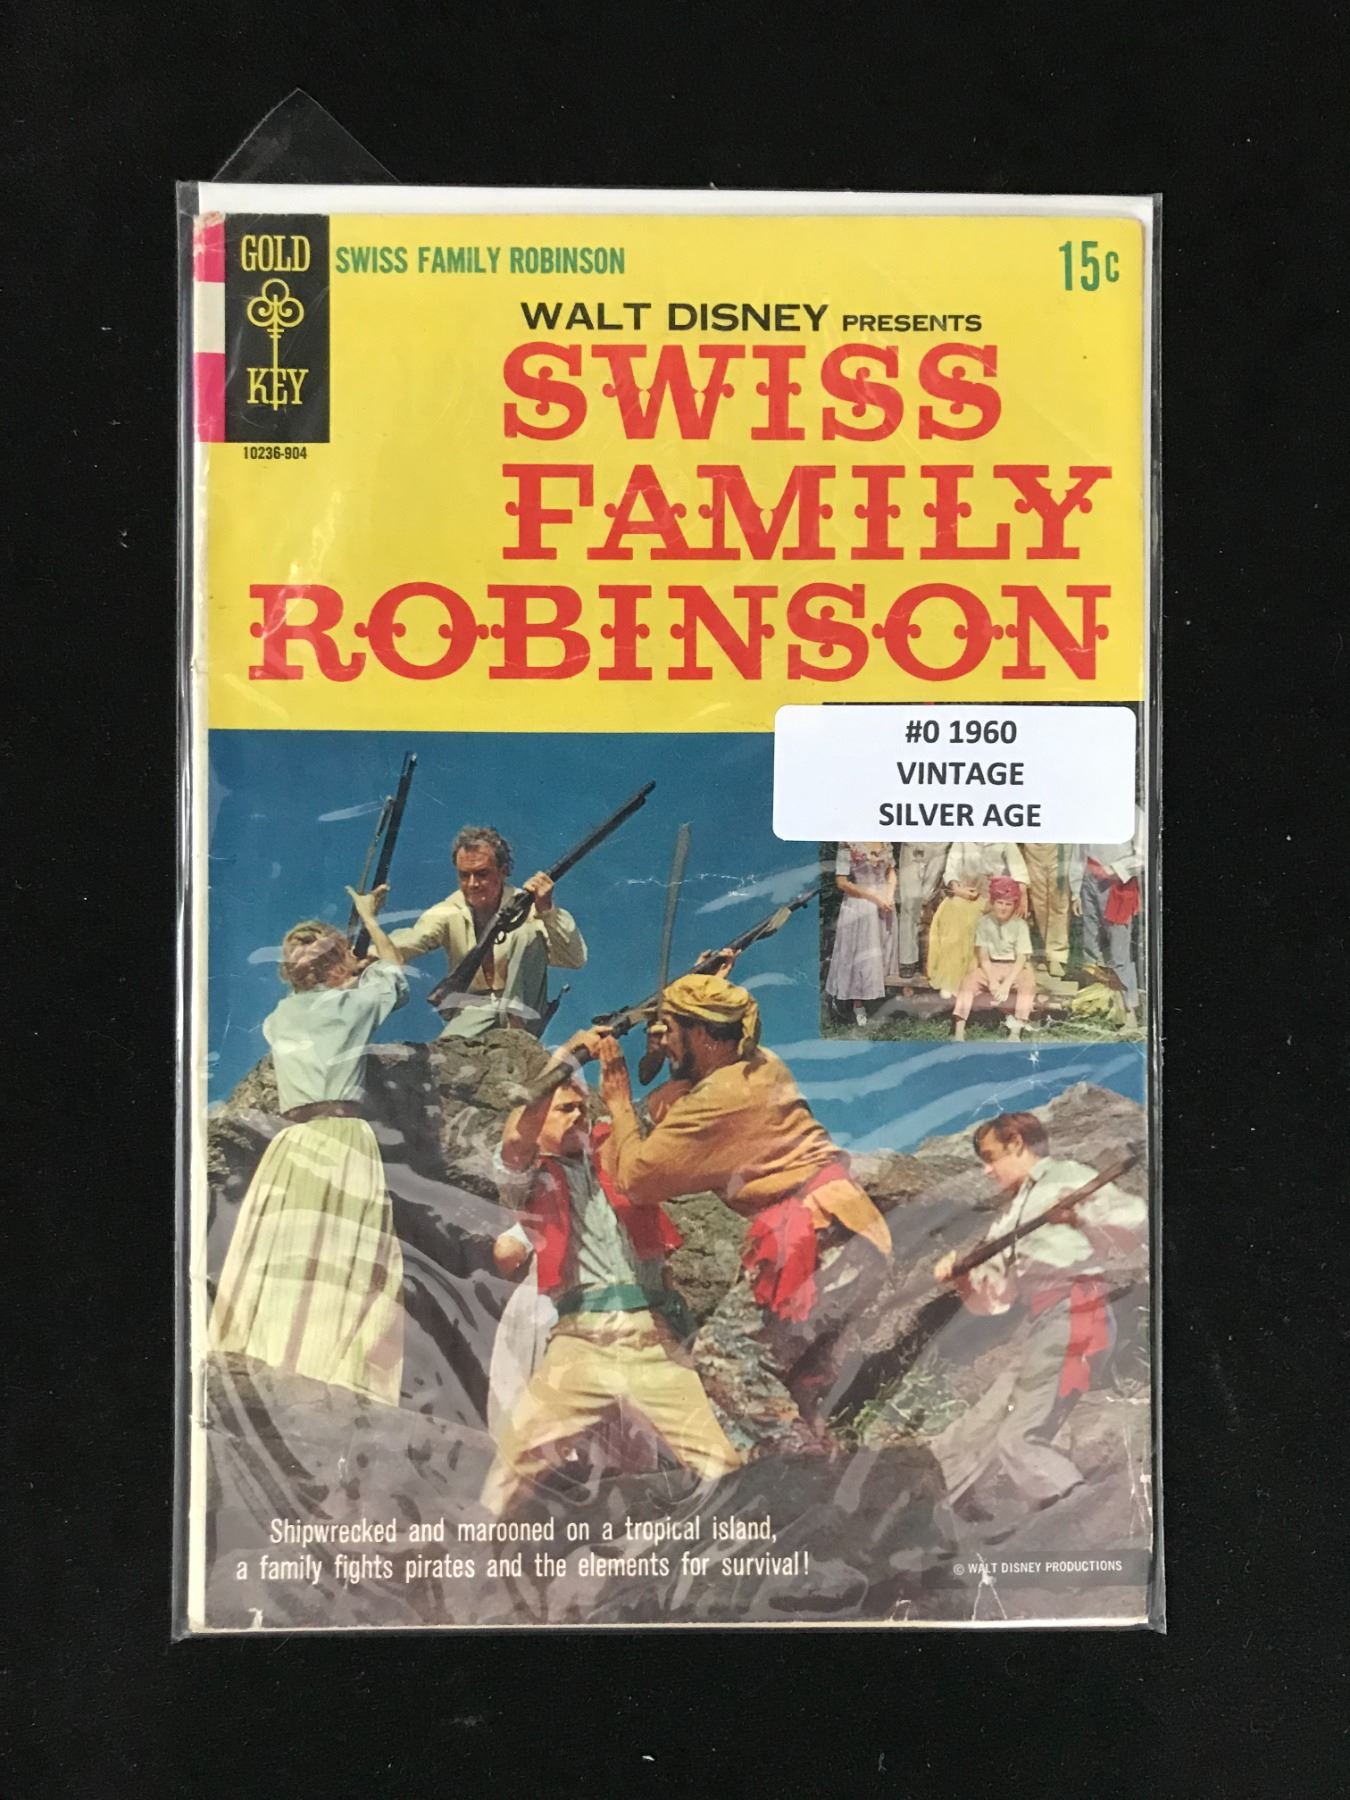 GOLD
KEY
10236-904
SWISS FAMILY ROBINSON
15c
WALT DISNEY PRESENTS
SWISS
FAMILY
ROBINSON
#0 1960
VINTAGE
SILVER AGE
Shipwrecked and marooned on a tropical island,
a family fights pirates and the elements for survival!
© WALT DISNEY PRODUCTIONS